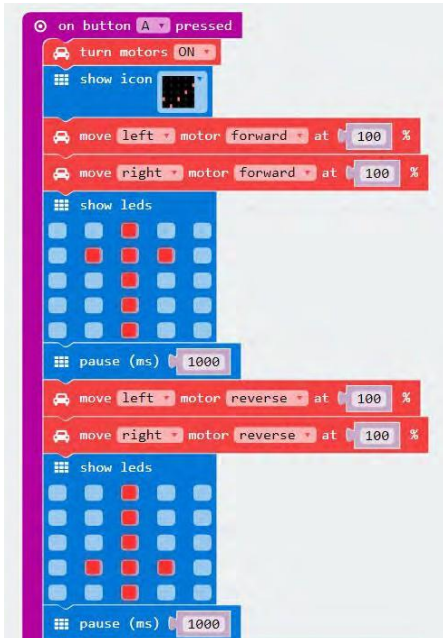 on button A pressed
turn motors ON
show icon
move left motor forward at 100 %
move right motor forward at 100 %
show leds
pause (ms) 1000
move left motor reverse at 100 %
move right motor reverse at 100 %
show leds
pause (ms) 1000